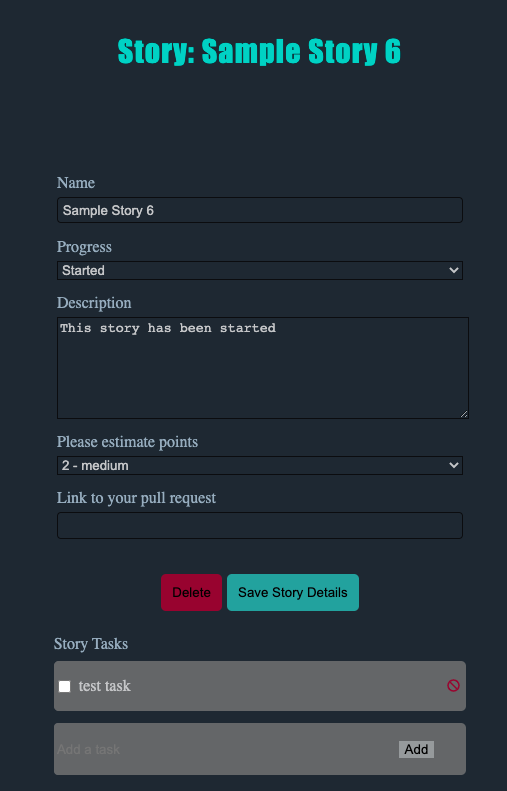 Story: Sample Story 6
Name
Sample Story 6
Progress
Started
Description
This story has been started
Please estimate points
2 - medium
Link to your pull request
Delete Save Story Details
Story Tasks
test task
Add a task Add